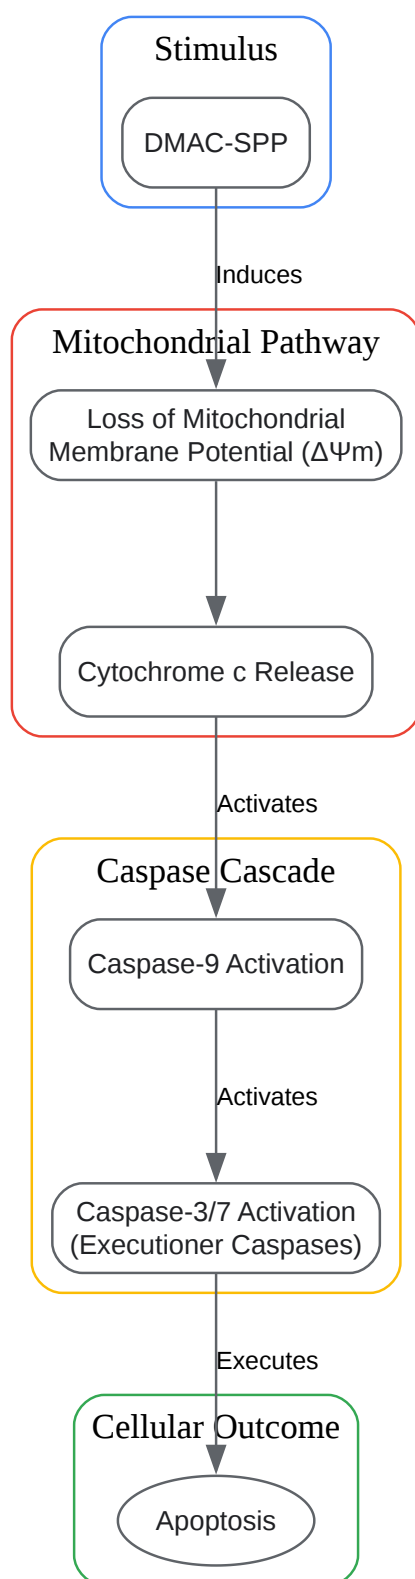 Stimulus
DMAC-SPP
Induces
Mitochondrial Pathway
Loss of Mitochondrial
Membrane Potential (ΔΨm)
Cytochrome c Release
Activates
Caspase Cascade
Caspase-9 Activation
Activates
Caspase-3/7 Activation
(Executioner Caspases)
Executes
Cellular Outcome
Apoptosis